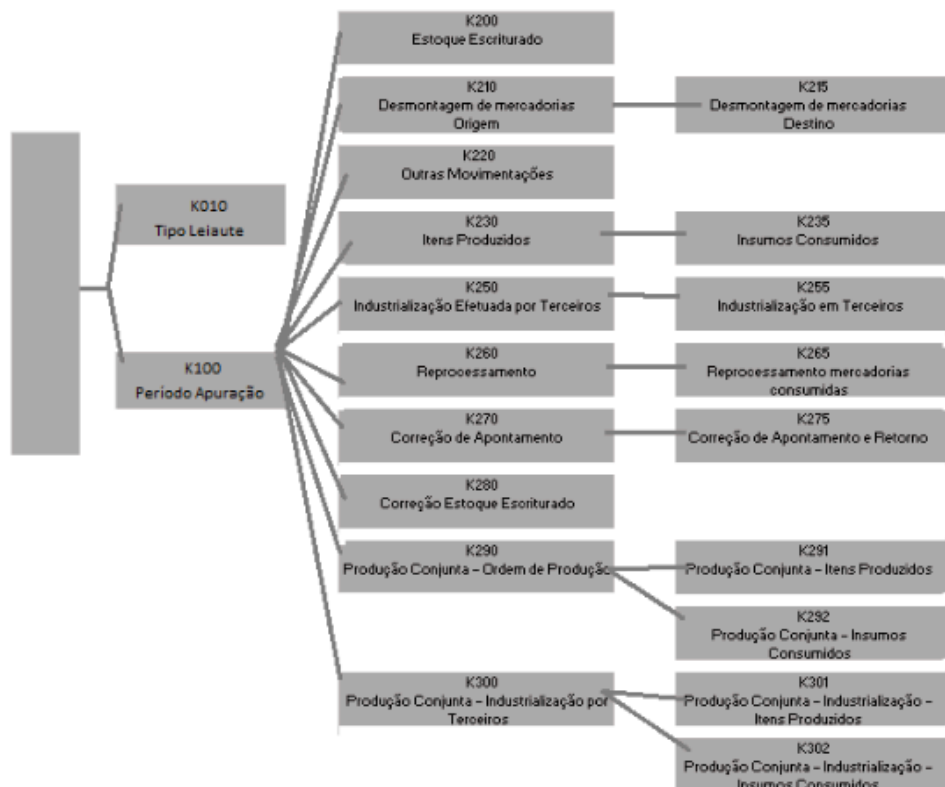 K200
Estoque Escriturado
K210
Desmontagem de mercadorias
Origem
K215
Desmontagem de mercadorias
Destino
K220
Outras Movimentações
K010
Tipo Leiaute
K230
Itens Produzidos
K235
Insumos Consumidos
K250
Industrialização Efetuada por Terceiros
K255
Industrialização em Terceiros
K100
Período Apuração
K260
Reprocessamento
K265
Reprocessamento mercadorias
consumidas
K270
Correção de Apontamento
K275
Correção de Apontamento e Retorno
K280
Correção Estoque Escriturado
K290
Produção Conjunta – Ordem de Produção
K291
Produção Conjunta – Itens Produzidos
K292
Produção Conjunta – Insumos
Consumidos
K300
Produção Conjunta – Industrialização por
Terceiros
K301
Produção Conjunta – Industrialização –
Itens Produzidos
K302
Produção Conjunta – Industrialização –
Insumos Consumidos